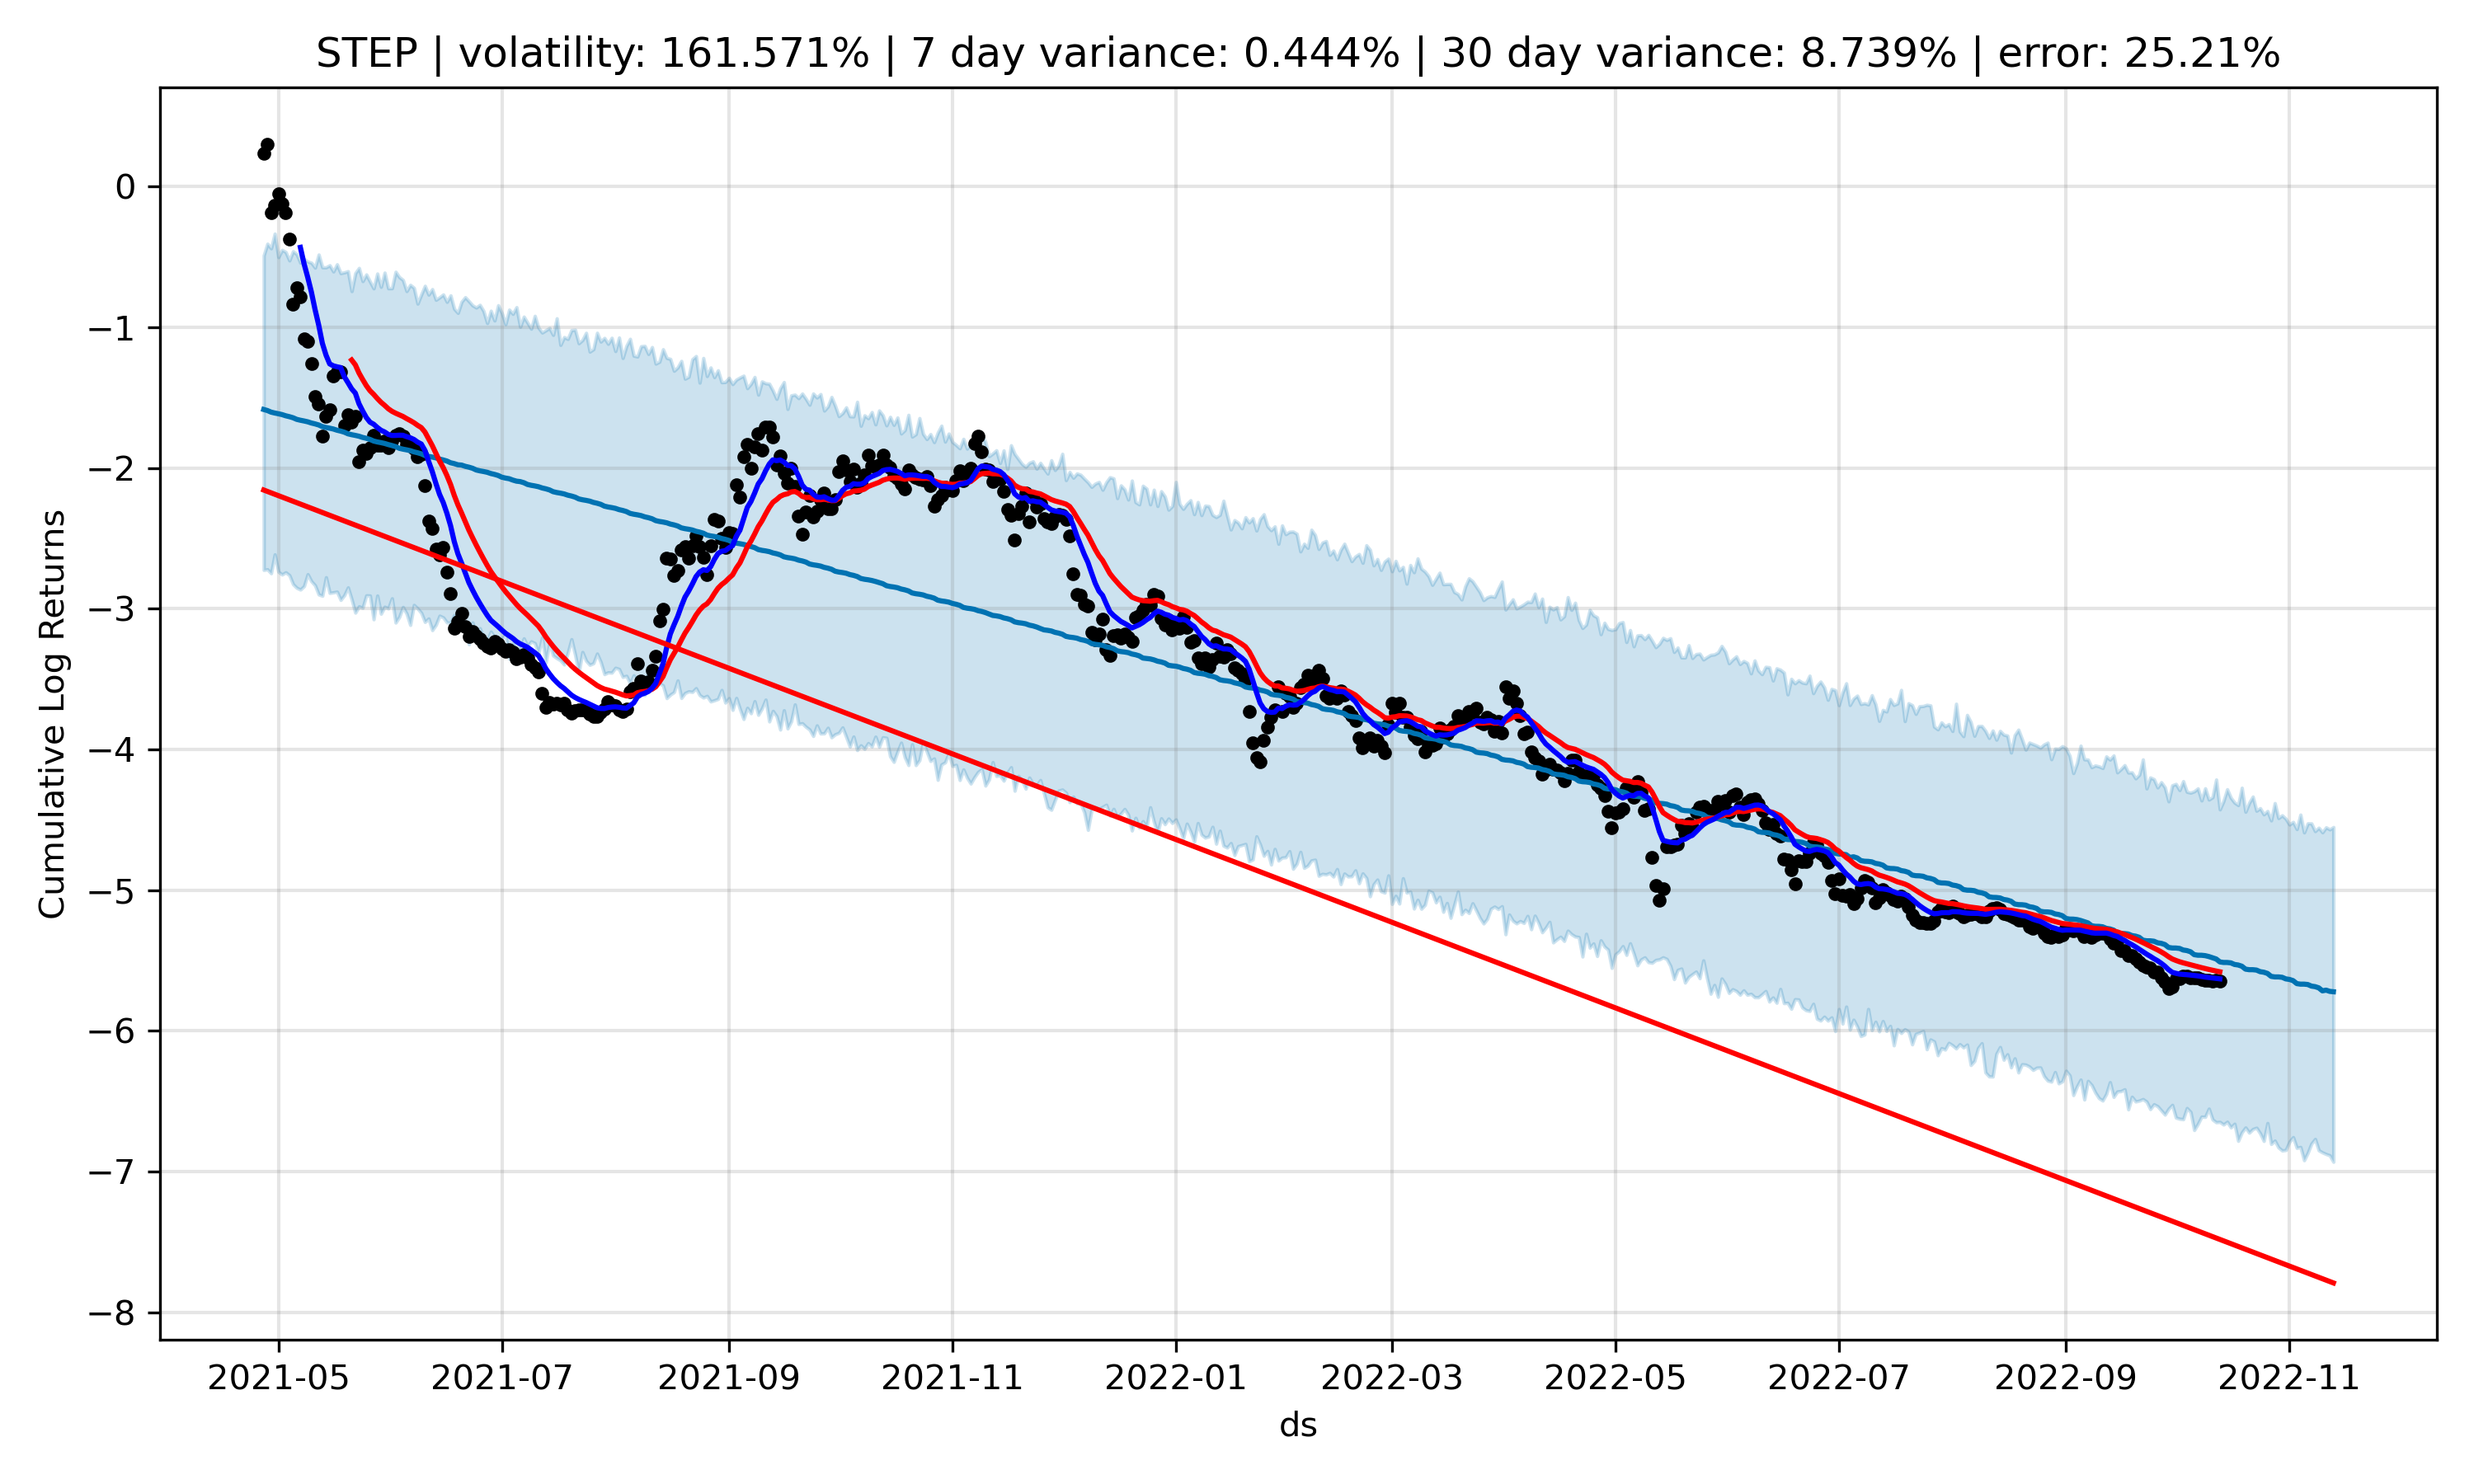 STEP | volatility: 161.571% | 7 day variance: 0.444% | 30 day variance: 8.739% | error: 25.21%
Cumulative Log Returns
0
−1
−2
−3
−4
−5
−6
−7
−8
2021-05 2021-07 2021-09 2021-11 2022-01 2022-03 2022-05 2022-07 2022-09 2022-11
ds